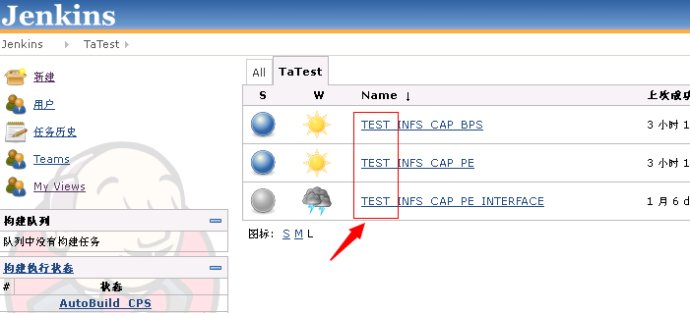 Jenkins
Jenkins TaTest
新建
用户
任务历史
Teams
My Views
构建队列
队列中没有构建任务
构建执行状态
# 状态
AutoBuild_CPS
All TaTest
S W Name ↓ 上次成功
TEST_INFS_CAP_BPS 3 小时 1
TEST_INFS_CAP_PE 3 小时 1
TEST_INFS_CAP_PE_INTERFACE 1 月 6 d
图标: S M L